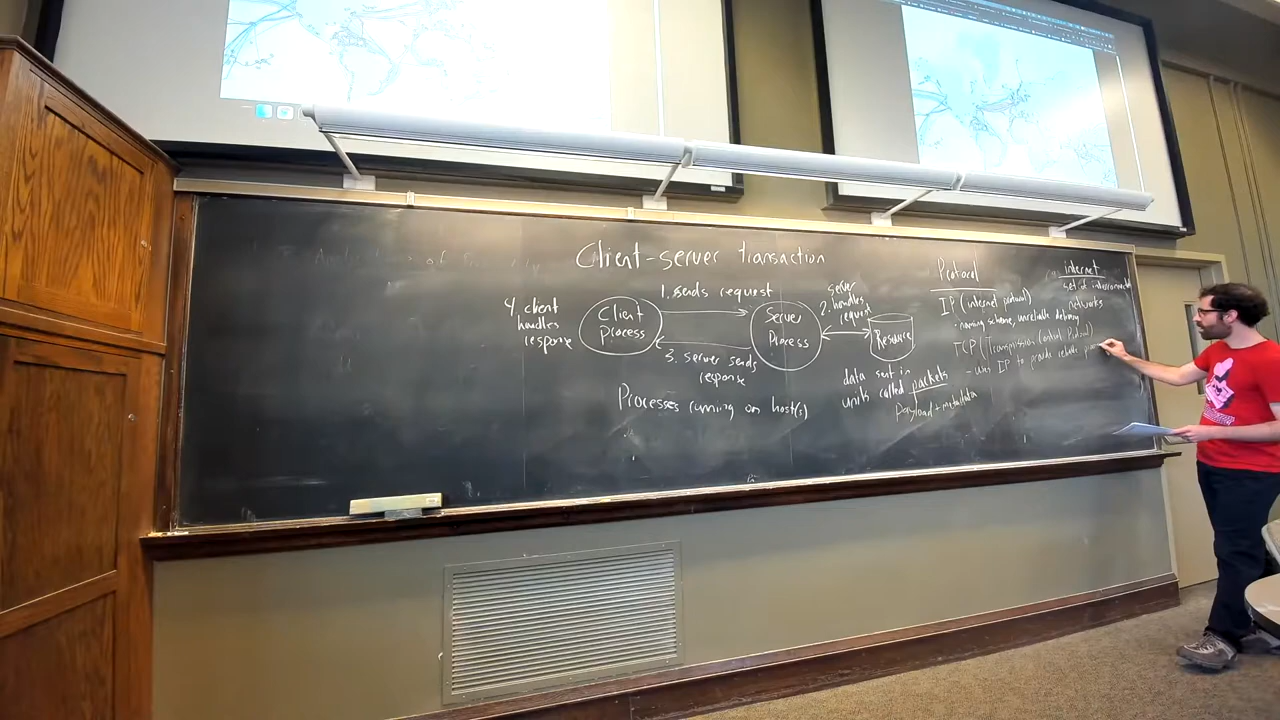 Client-server transaction
1. sends request
4. client
handles
response
Client
Process
Server
Process
server
2. handles
request
Resource
3. server sends
response
Processes running on host(s)
data sent in
units called packets
Payload + metadata
Protocol
IP (internet protocol)
· naming scheme, unreliable delivery
TCP (Transmission Control Protocol)
- uses IP to provide reliable
internet
set of interconnected
networks